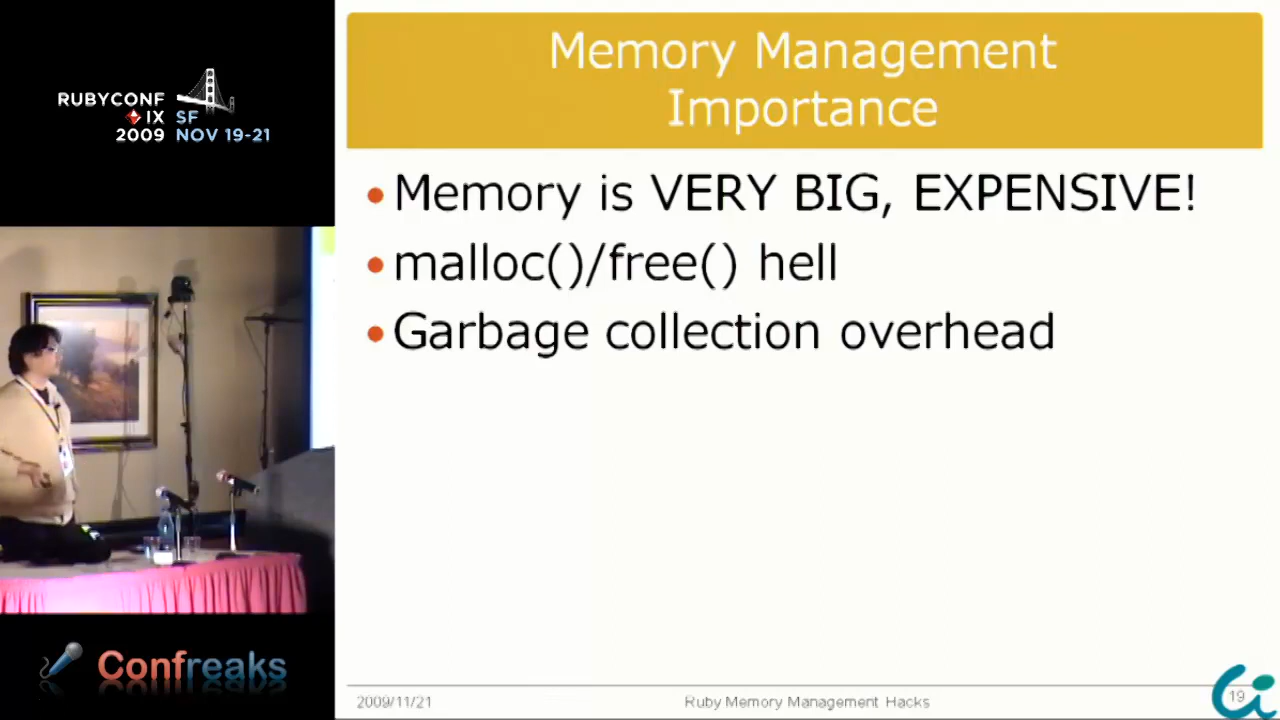 RUBYCONF
IX SF
2009 NOV 19-21
Memory Management
Importance
Memory is VERY BIG, EXPENSIVE!
malloc()/free() hell
Garbage collection overhead
Confreaks
2009/11/21
Ruby Memory Management Hacks
19